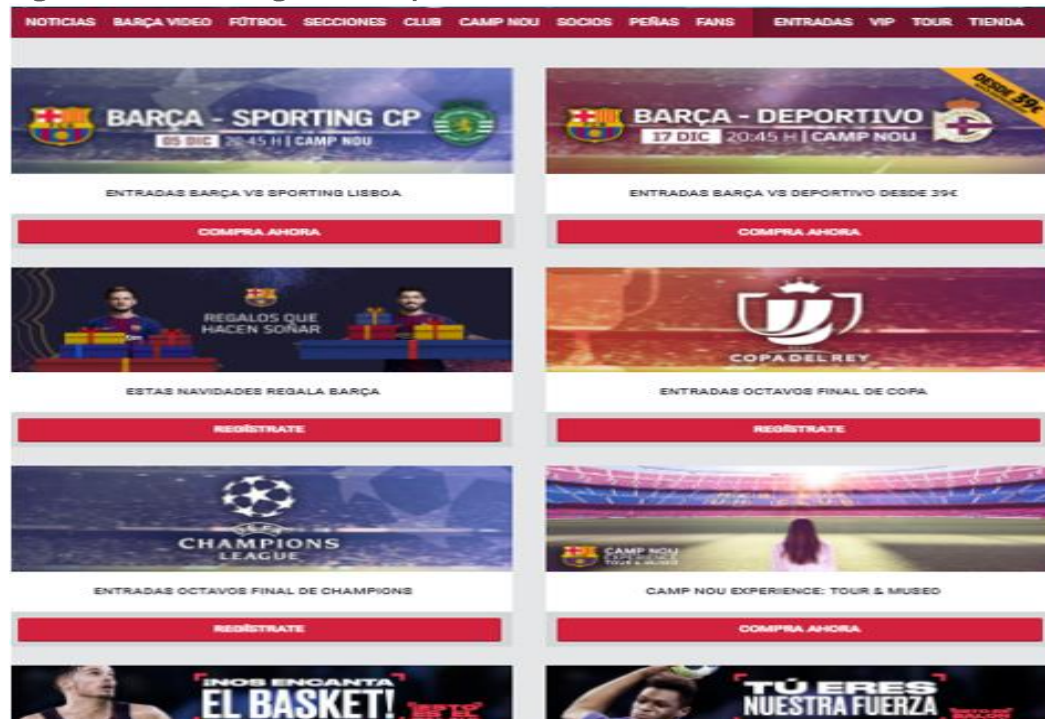 NOTICIAS BARÇA VIDEO FÚTBOL SECCIONES CLUB CAMP NOU SOCIOS PEÑAS FANS ENTRADAS VIP TOUR TIENDA
BARÇA - SPORTING CP
05 DIC 20:45 H | CAMP NOU
ENTRADAS BARÇA VS SPORTING LISBOA
COMPRA AHORA
DESDE 39€
BARÇA - DEPORTIVO
17 DIC 20:45 H | CAMP NOU
ENTRADAS BARÇA VS DEPORTIVO DESDE 39€
COMPRA AHORA
REGALOS QUE
HACEN SOÑAR
ESTAS NAVIDADES REGALA BARÇA
REGÍSTRATE
COPA DEL REY
ENTRADAS OCTAVOS FINAL DE COPA
REGÍSTRATE
CHAMPIONS
LEAGUE
ENTRADAS OCTAVOS FINAL DE CHAMPIONS
REGÍSTRATE
CAMP NOU
EXPERIENCE
TOUR & MUSEO
CAMP NOU EXPERIENCE: TOUR & MUSEO
COMPRA AHORA
¡NOS ENCANTA
EL BASKET!
TÚ ERES
NUESTRA FUERZA